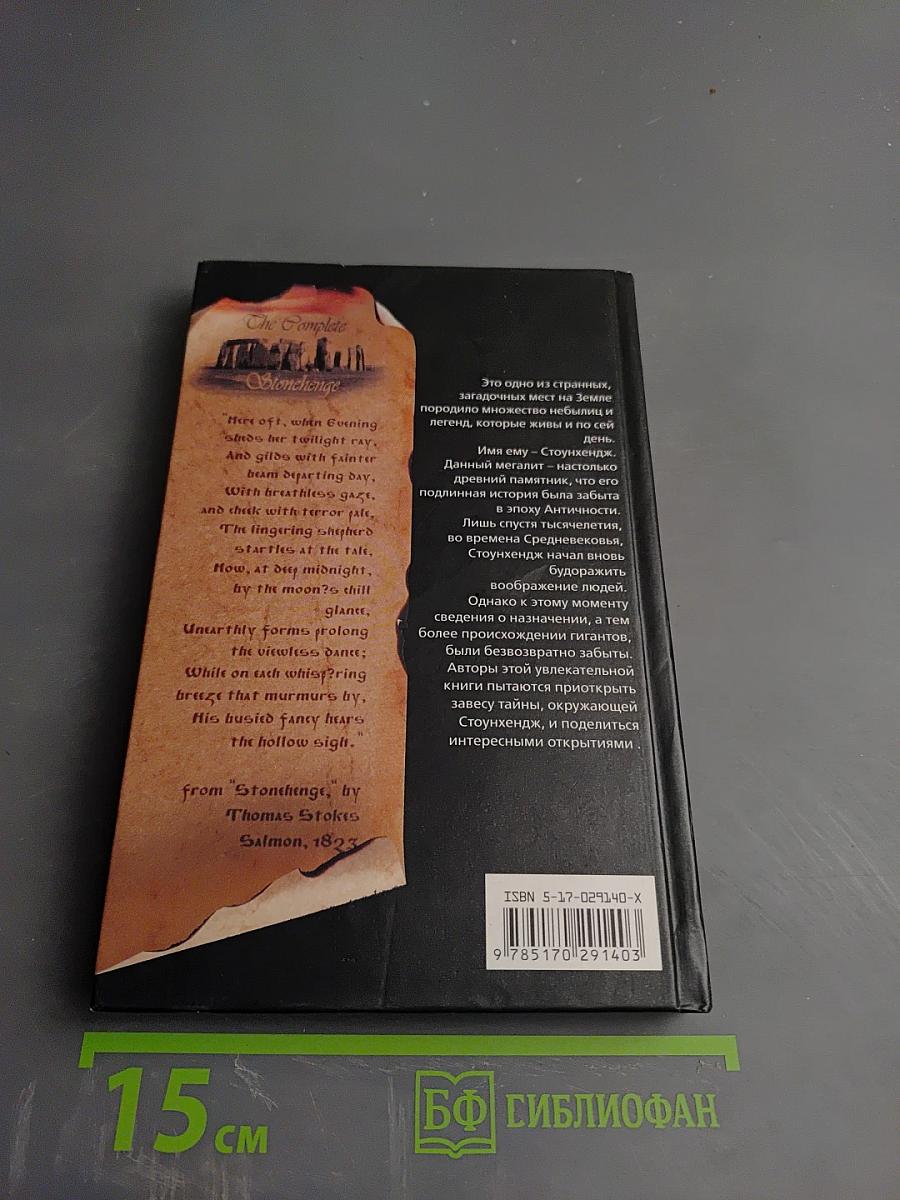 The Complete
Stonehenge
"Here oft, when Evening
sheds her twilight ray,
And gilds with fainter
beam departing day,
With breathless gaze,
and cheek with terror pale,
The lingering shepherd
startles at the tale,
How, at deep midnight,
by the moon?s chill
glance,
Unearthly forms prolong
the viewless dance;
While on each whisp?ring
breeze that murmurs by,
His busied fancy hears
the hollow sigh."
from "Stonehenge," by
Thomas Stokes
Salmon, 1823
Это одно из странных,
загадочных мест на Земле
породило множество небылиц и
легенд, которые живы и по сей
день.
Имя ему – Стоунхендж.
Данный мегалит – настолько
древний памятник, что его
подлинная история была забыта
в эпоху Античности.
Лишь спустя тысячелетия,
во времена Средневековья,
Стоунхендж начал вновь
будоражить
воображение людей.
Однако к этому моменту
сведения о назначении, а тем
более происхождении гигантов,
были безвозвратно забыты.
Авторы этой увлекательной
книги пытаются приоткрыть
завесу тайны, окружающей
Стоунхендж, и поделиться
интересными открытиями .
ISBN 5-17-029140-X
9 785170 291403
15 см
БФ БИБЛИОФАН